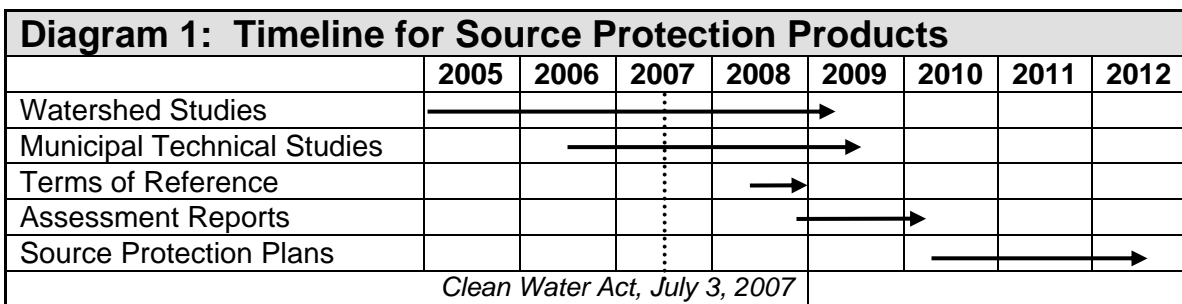 Diagram 1:  Timeline for Source Protection Products
2005 2006 2007 2008 2009 2010 2011 2012
Watershed Studies
Municipal Technical Studies
Terms of Reference
Assessment Reports
Source Protection Plans
Clean Water Act, July 3, 2007